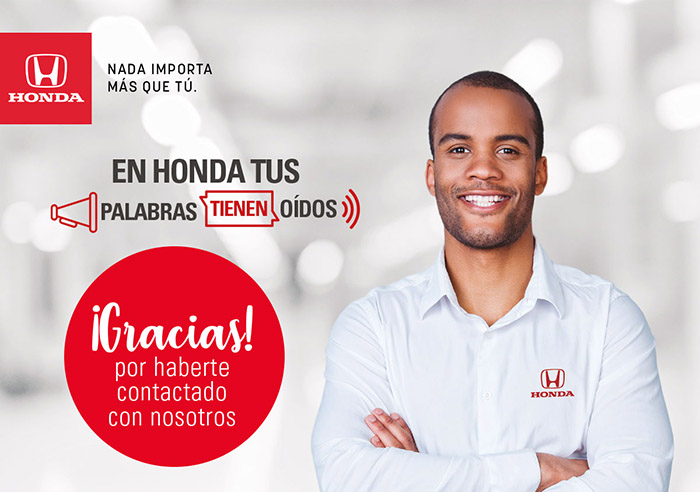 HONDA
NADA IMPORTA
MÁS QUE TÚ.
EN HONDA TUS
PALABRAS TIENEN OÍDOS
¡Gracias!
por haberte
contactado
con nosotros
HONDA